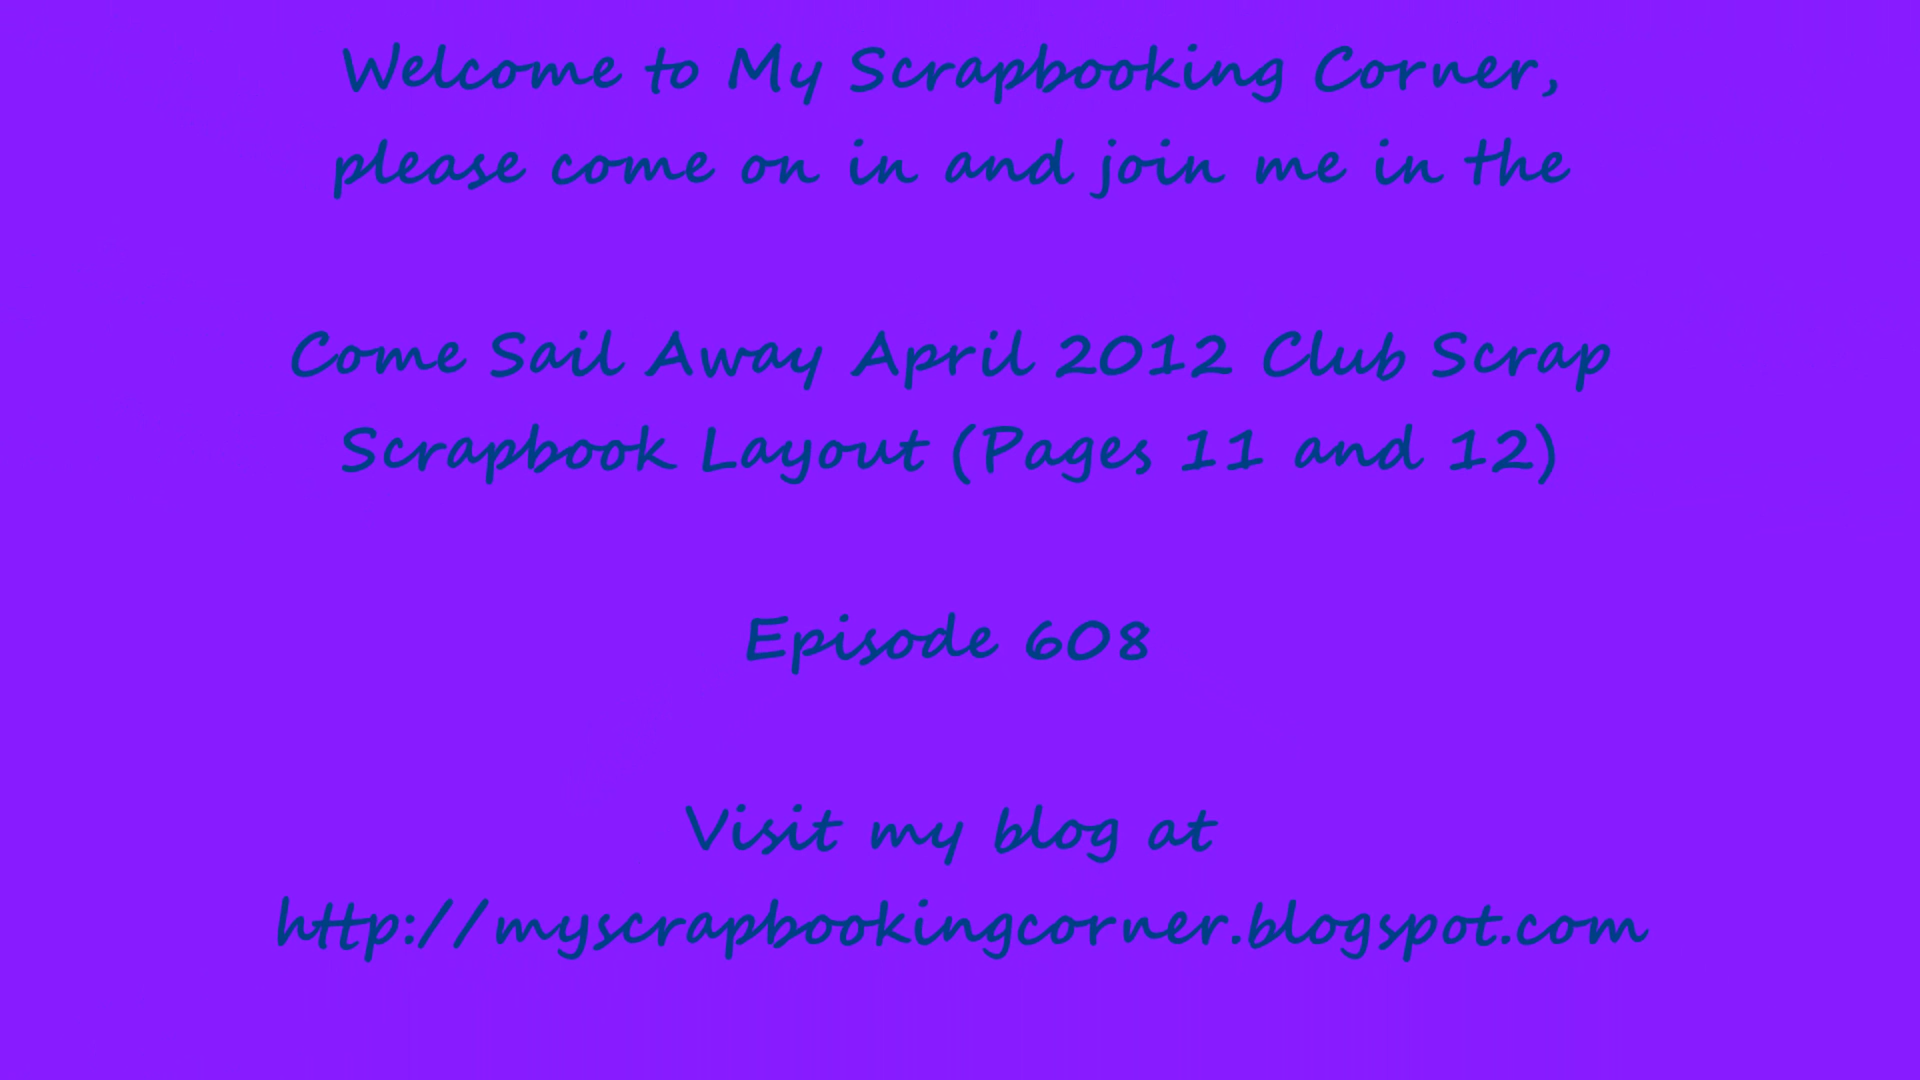 Welcome to My Scrapbooking Corner,
please come on in and join me in the
Come Sail Away April 2012 Club Scrap
Scrapbook Layout (Pages 11 and 12)
Episode 608
Visit my blog at
http://myscrapbookingcorner.blogspot.com